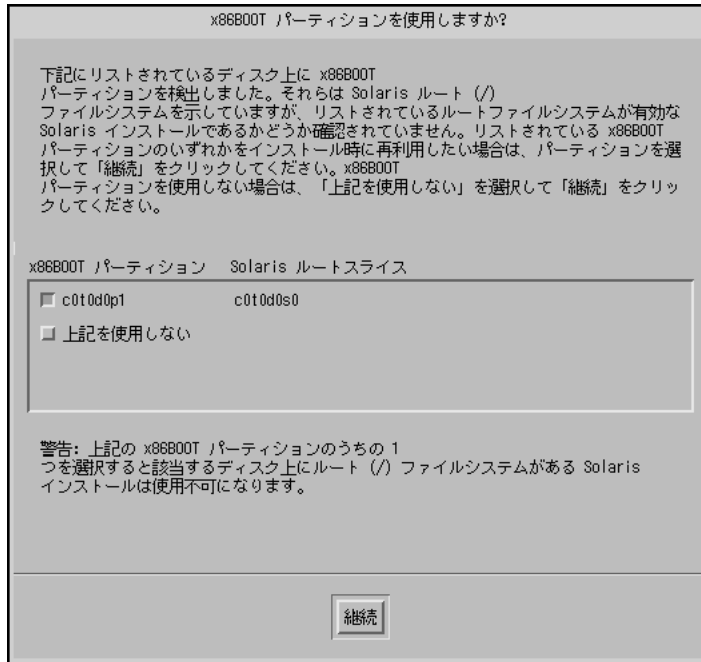 x86BOOT パーティションを使用しますか?
下記にリストされているディスク上に x86BOOT
パーティションを検出しました。それらは Solaris ルート (/)
ファイルシステムを示していますが、リストされているルートファイルシステムが有効な
Solaris インストールであるかどうか確認されていません。リストされている x86BOOT
パーティションのいずれかをインストール時に再利用したい場合は、パーティションを選
択して「継続」をクリックしてください。x86BOOT
パーティションを使用しない場合は、「上記を使用しない」を選択して「継続」をクリッ
クしてください。
x86BOOT パーティション Solaris ルートスライス
c0t0d0p1 c0t0d0s0
上記を使用しない
警告: 上記の x86BOOT パーティションのうちの 1
つを選択すると該当するディスク上にルート (/) ファイルシステムがある Solaris
インストールは使用不可になります。
継続